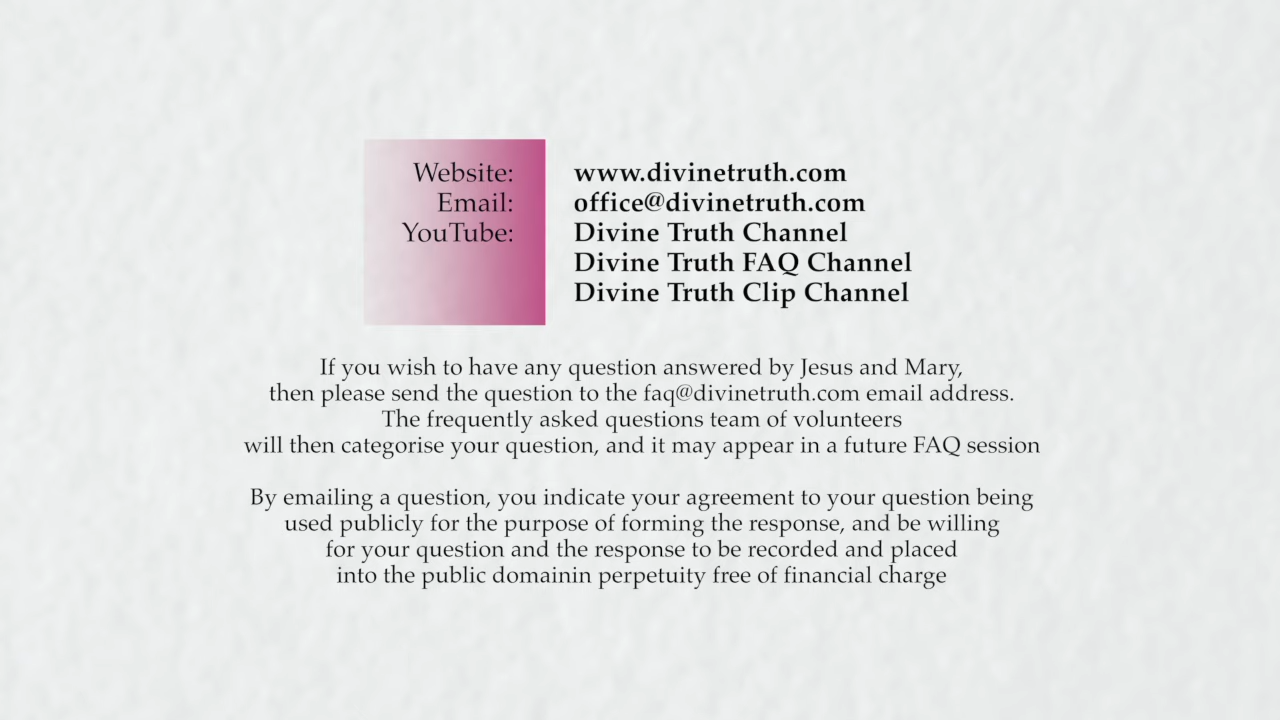 Website: www.divinetruth.com
Email: office@divinetruth.com
YouTube: Divine Truth Channel
Divine Truth FAQ Channel
Divine Truth Clip Channel
If you wish to have any question answered by Jesus and Mary,
then please send the question to the faq@divinetruth.com email address.
The frequently asked questions team of volunteers
will then categorise your question, and it may appear in a future FAQ session
By emailing a question, you indicate your agreement to your question being
used publicly for the purpose of forming the response, and be willing
for your question and the response to be recorded and placed
into the public domainin perpetuity free of financial charge